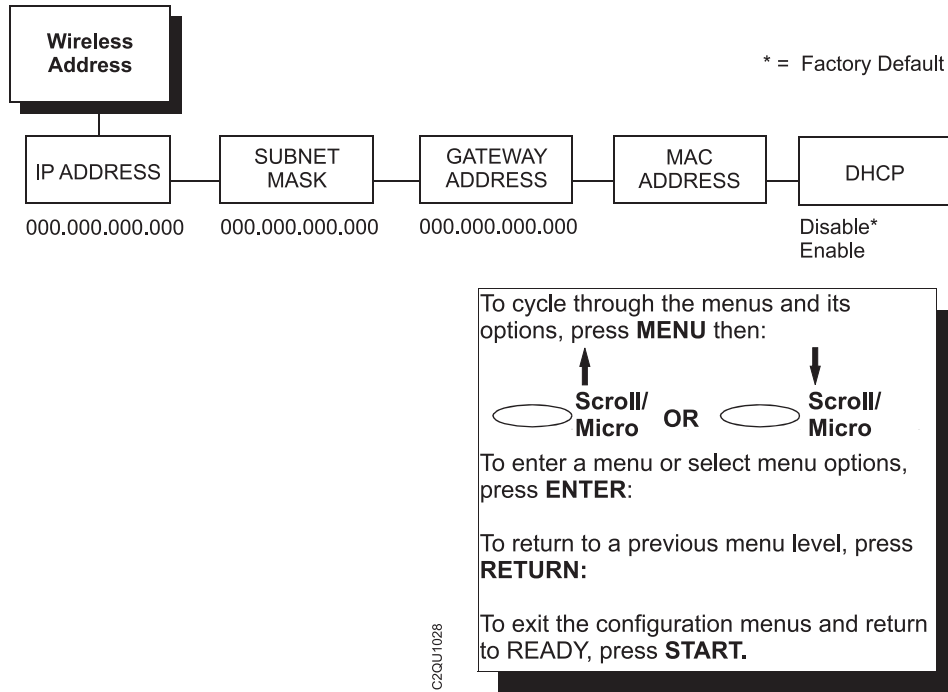 Wireless
Address
* = Factory Default
IP ADDRESS
SUBNET
MASK
GATEWAY
ADDRESS
MAC
ADDRESS
DHCP
000.000.000.000
000.000.000.000
000.000.000.000
Disable*
Enable
To cycle through the menus and its
options, press MENU then:
Scroll/
Micro
OR
Scroll/
Micro
To enter a menu or select menu options,
press ENTER:
To return to a previous menu level, press
RETURN:
To exit the configuration menus and return
to READY, press START.
C2QU1028